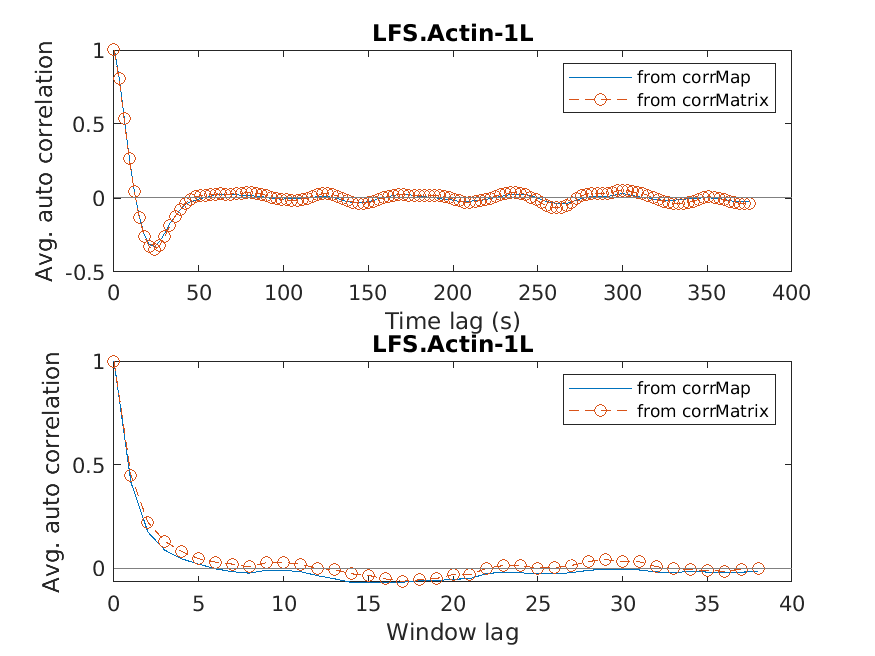 LFS.Actin-1L
Avg. auto correlation
1
0.5
0
-0.5
from corrMap
from corrMatrix
0 50 100 150 200 250 300 350 400
Time lag (s)
LFS.Actin-1L
Avg. auto correlation
1
0.5
0
from corrMap
from corrMatrix
0 5 10 15 20 25 30 35 40
Window lag